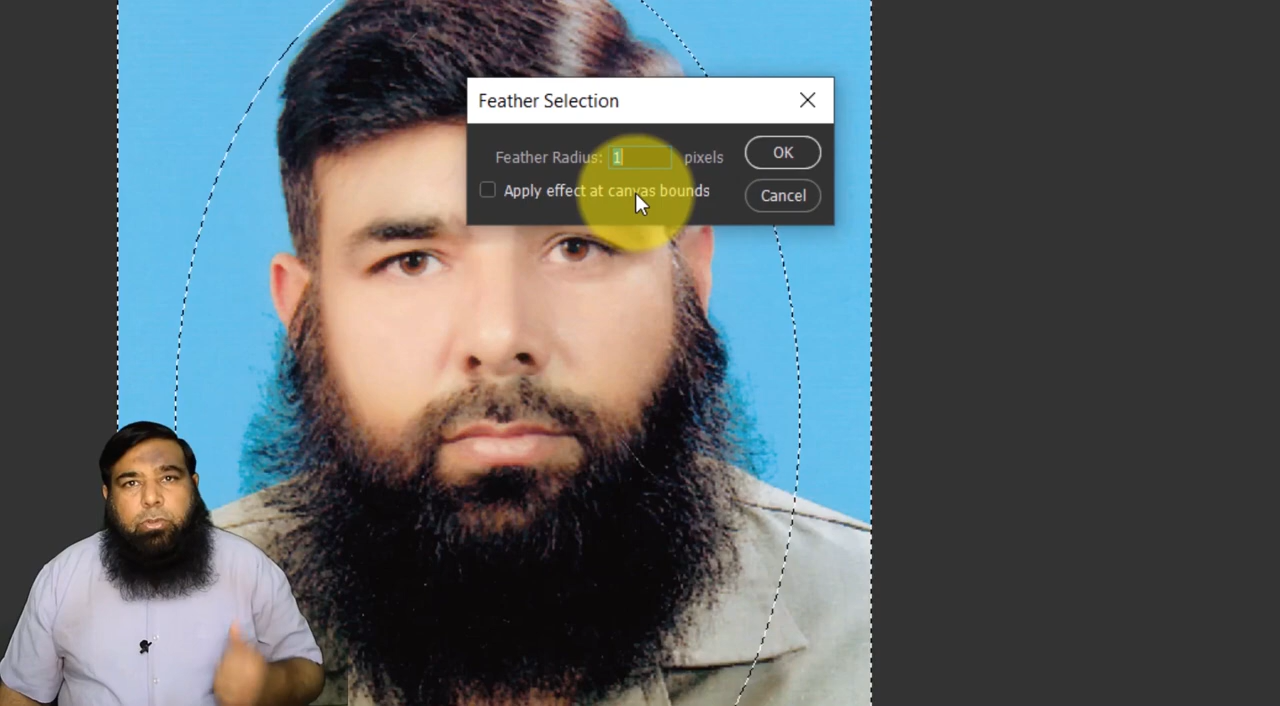 Feather Selection
Feather Radius: 1 pixels
OK
Apply effect at canvas bounds
Cancel